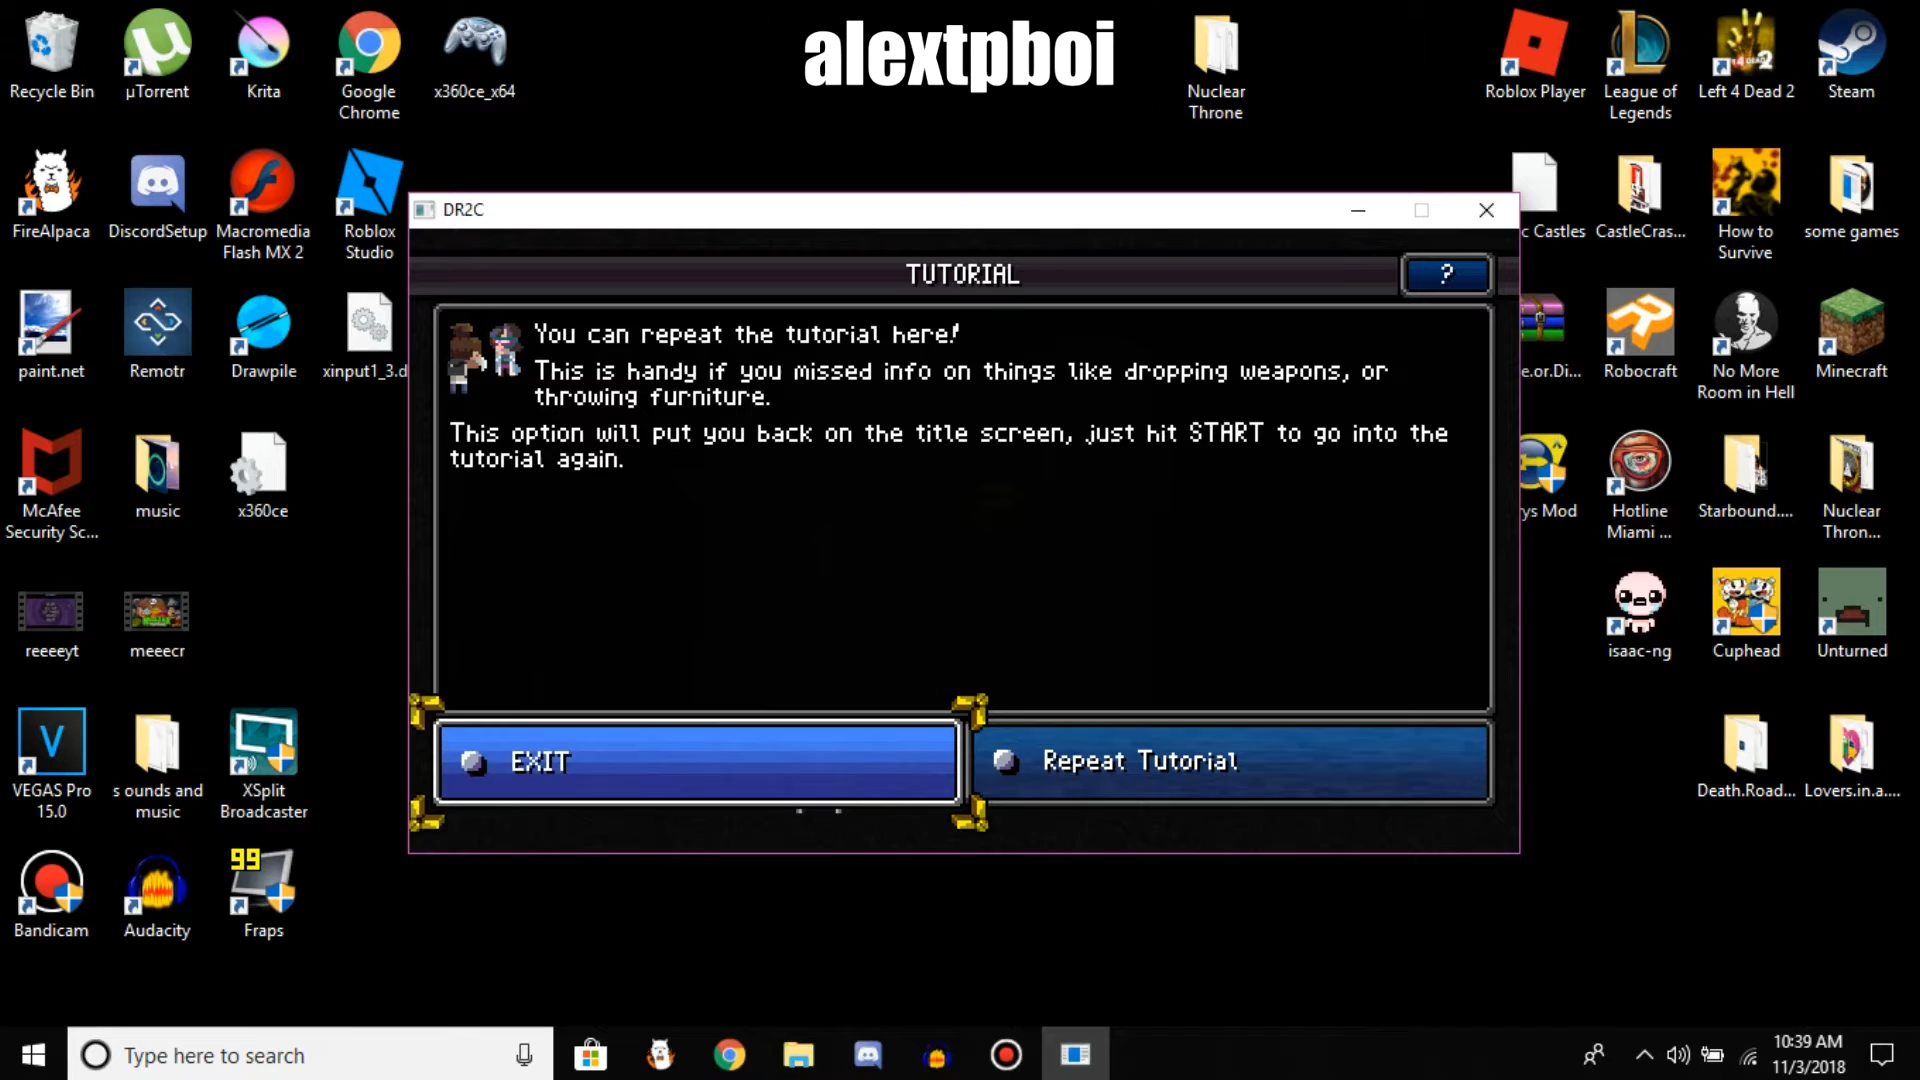 alextpboi
Recycle Bin
µTorrent
Krita
Google
Chrome
x360ce_x64
Nuclear
Throne
Roblox Player
League of
Legends
Left 4 Dead 2
Steam
FireAlpaca
DiscordSetup
Macromedia
Flash MX 2
Roblox
Studio
c Castles
CastleCras...
How to
Survive
some games
paint.net
Remotr
Drawpile
xinput1_3.d
e.or.Di...
Robocraft
No More
Room in Hell
Minecraft
McAfee
Security Sc...
music
x360ce
ys Mod
Hotline
Miami ...
Starbound....
Nuclear
Thron...
reeeeyt
meeecr
isaac-ng
Cuphead
Unturned
VEGAS Pro
15.0
s ounds and
music
XSplit
Broadcaster
Death.Road...
Lovers.in.a....
Bandicam
Audacity
99
Fraps
DR2C
TUTORIAL
?
You can repeat the tutorial here!
This is handy if you missed info on things like dropping weapons, or
throwing furniture.
This option will put you back on the title screen, just hit START to go into the
tutorial again.
EXIT
Repeat Tutorial
Type here to search
10:39 AM
11/3/2018